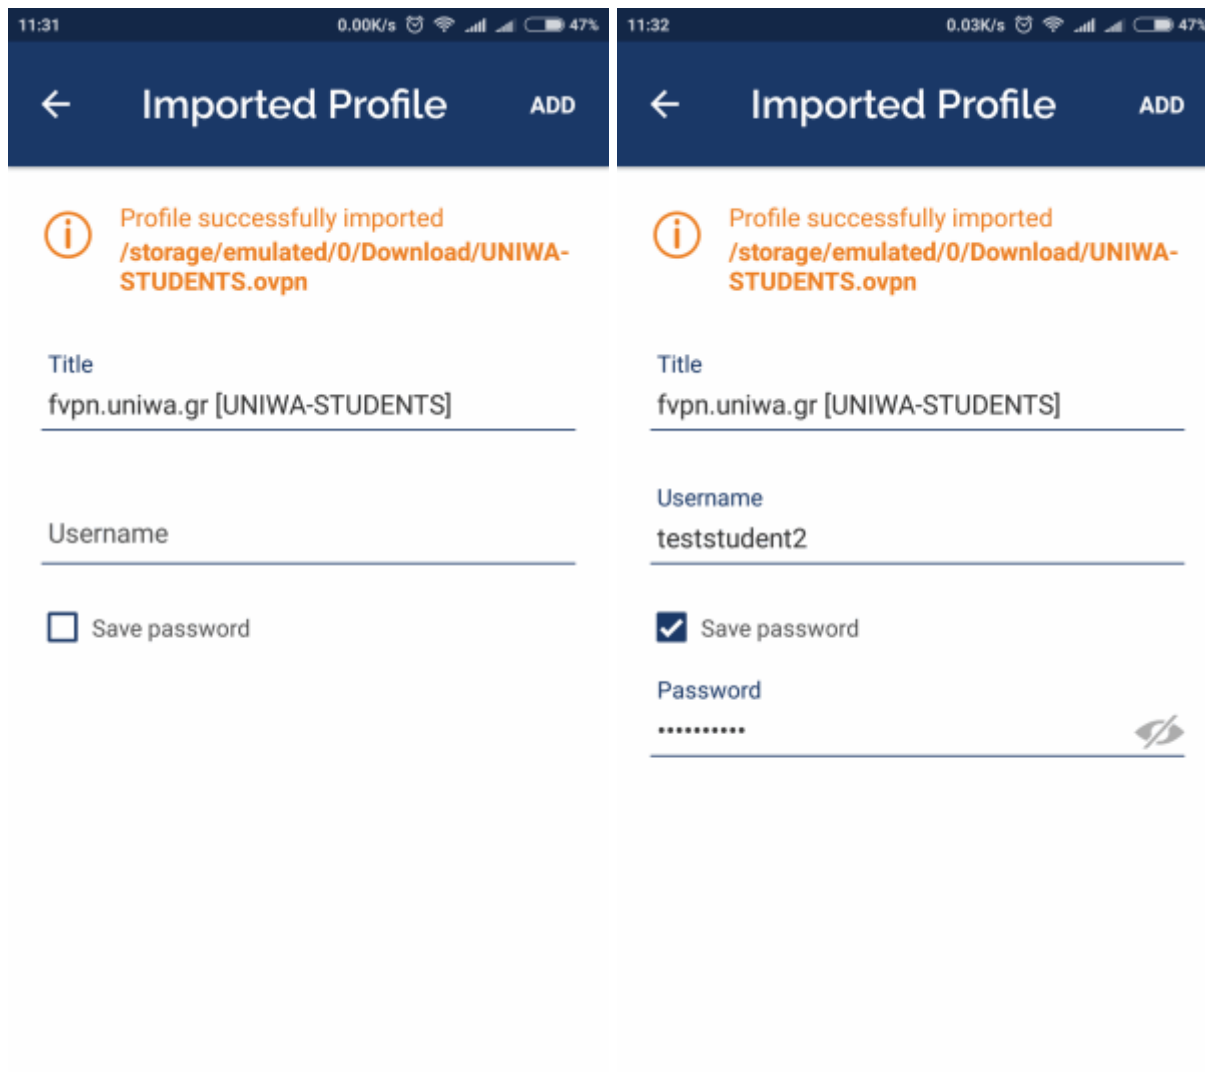 11:31 0.00K/s 47%
Imported Profile ADD
Profile successfully imported
/storage/emulated/0/Download/UNIWA-
STUDENTS.ovpn
Title
fvpn.uniwa.gr [UNIWA-STUDENTS]
Username
Save password
11:32 0.03K/s 47%
Imported Profile ADD
Profile successfully imported
/storage/emulated/0/Download/UNIWA-
STUDENTS.ovpn
Title
fvpn.uniwa.gr [UNIWA-STUDENTS]
Username
teststudent2
Save password
Password
••••••••••